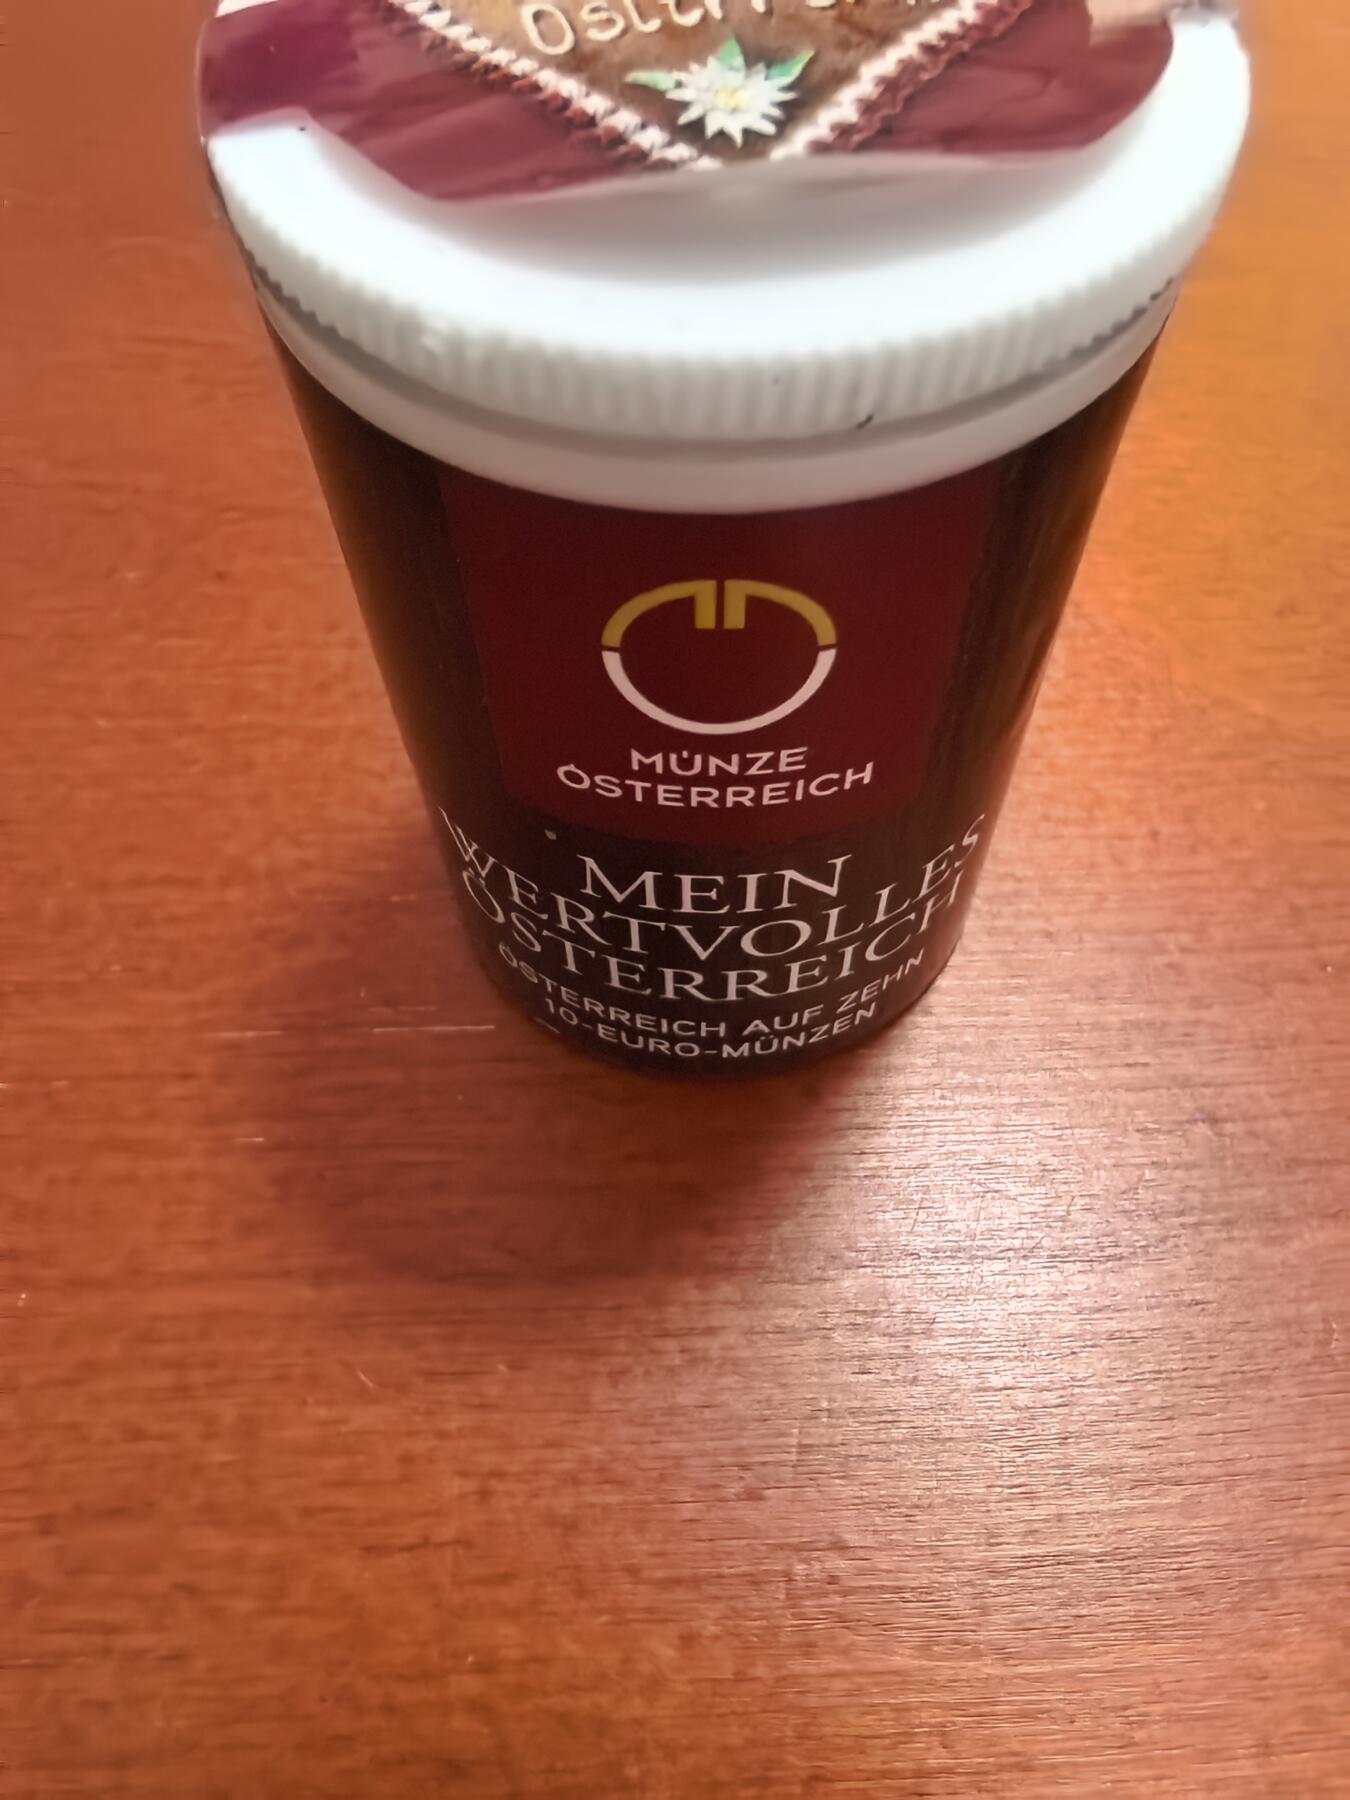 MÜNZE
ÖSTERREICH
MEIN
WERTVOLLES
ÖSTERREICH
ÖSTERREICH AUF ZEHN
10-EURO-MÜNZEN